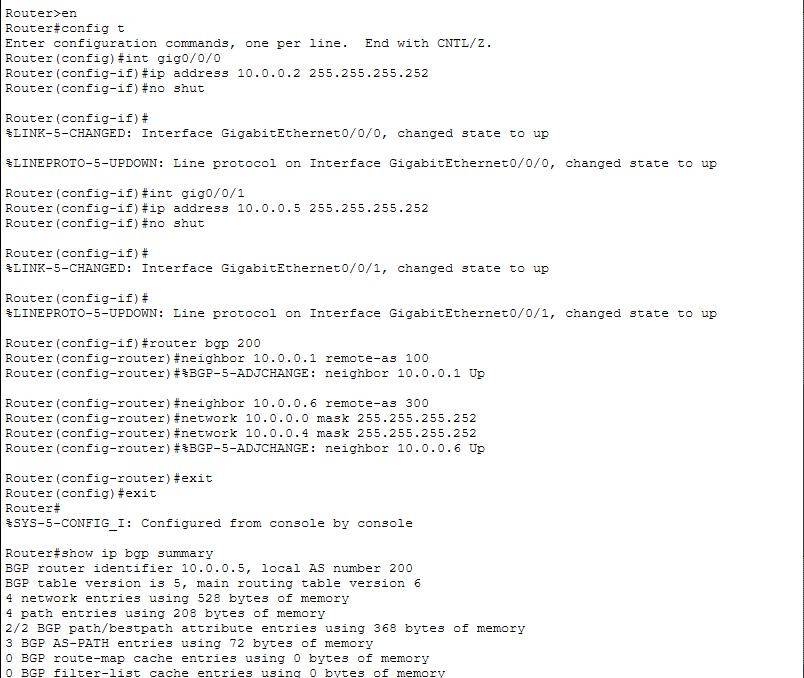 Router>en
Router#config t
Enter configuration commands, one per line.  End with CNTL/Z.
Router(config)#int gig0/0/0
Router(config-if)#ip address 10.0.0.2 255.255.255.252
Router(config-if)#no shut
Router(config-if)#
%LINK-5-CHANGED: Interface GigabitEthernet0/0/0, changed state to up
%LINEPROTO-5-UPDOWN: Line protocol on Interface GigabitEthernet0/0/0, changed state to up
Router(config-if)#int gig0/0/1
Router(config-if)#ip address 10.0.0.5 255.255.255.252
Router(config-if)#no shut
Router(config-if)#
%LINK-5-CHANGED: Interface GigabitEthernet0/0/1, changed state to up
Router(config-if)#
%LINEPROTO-5-UPDOWN: Line protocol on Interface GigabitEthernet0/0/1, changed state to up
Router(config-if)#router bgp 200
Router(config-router)#neighbor 10.0.0.1 remote-as 100
Router(config-router)#%BGP-5-ADJCHANGE: neighbor 10.0.0.1 Up
Router(config-router)#neighbor 10.0.0.6 remote-as 300
Router(config-router)#network 10.0.0.0 mask 255.255.255.252
Router(config-router)#network 10.0.0.4 mask 255.255.255.252
Router(config-router)#%BGP-5-ADJCHANGE: neighbor 10.0.0.6 Up
Router(config-router)#exit
Router(config)#exit
Router#
%SYS-5-CONFIG_I: Configured from console by console
Router#show ip bgp summary
BGP router identifier 10.0.0.5, local AS number 200
BGP table version is 5, main routing table version 6
4 network entries using 528 bytes of memory
4 path entries using 208 bytes of memory
2/2 BGP path/bestpath attribute entries using 368 bytes of memory
3 BGP AS-PATH entries using 72 bytes of memory
0 BGP route-map cache entries using 0 bytes of memory
0 BGP filter-list cache entries using 0 bytes of memory